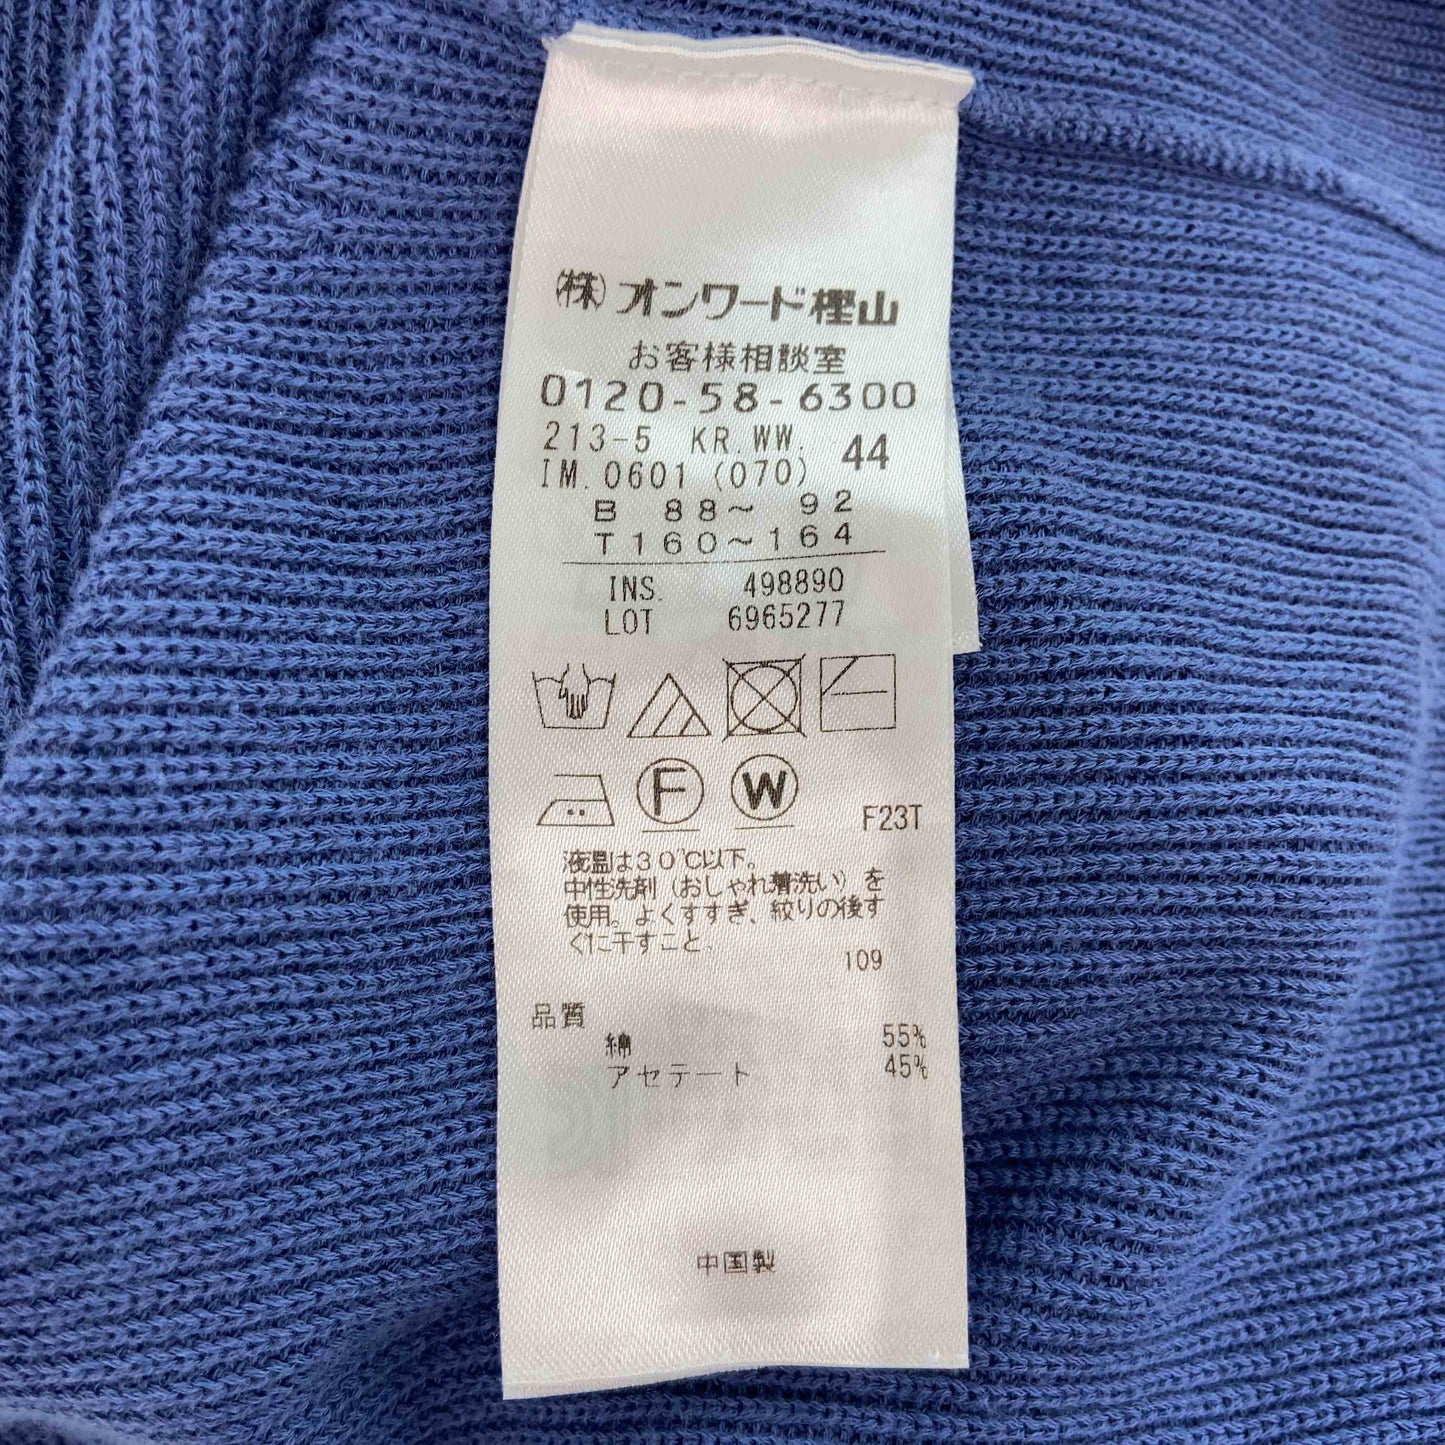 (株)オンワード樫山
お客様相談室
0120-58-6300
213-5 KR.WW. 44
IM.0601 (070)
B 88～ 92
T160～164
INS. 498890
LOT 6965277
F W F23T
液温は30℃以下。
中性洗剤(おしゃれ着洗い)を
使用。よくすすぎ、絞りの後す
ぐに干すこと.
109
品質
綿 55%
アセテート 45%
中国製